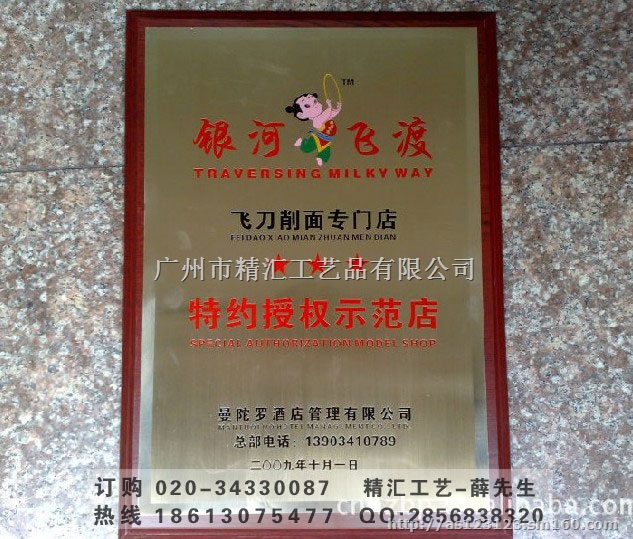 TM
银河飞渡
TRAVERSING MILKY WAY
飞刀削面专门店
FEIDAO XIAO MIAN ZHUAN MEN DIAN
广州市精汇工艺品有限公司
特约授权示范店
SPECIAL AUTHORIZATION MODEL SHOP
曼陀罗酒店管理有限公司
总部电话：13903410789
二〇〇九年十月一日
订购 020-34330087 精汇工艺-薛先生
热线 18613075477 QQ:2856838320